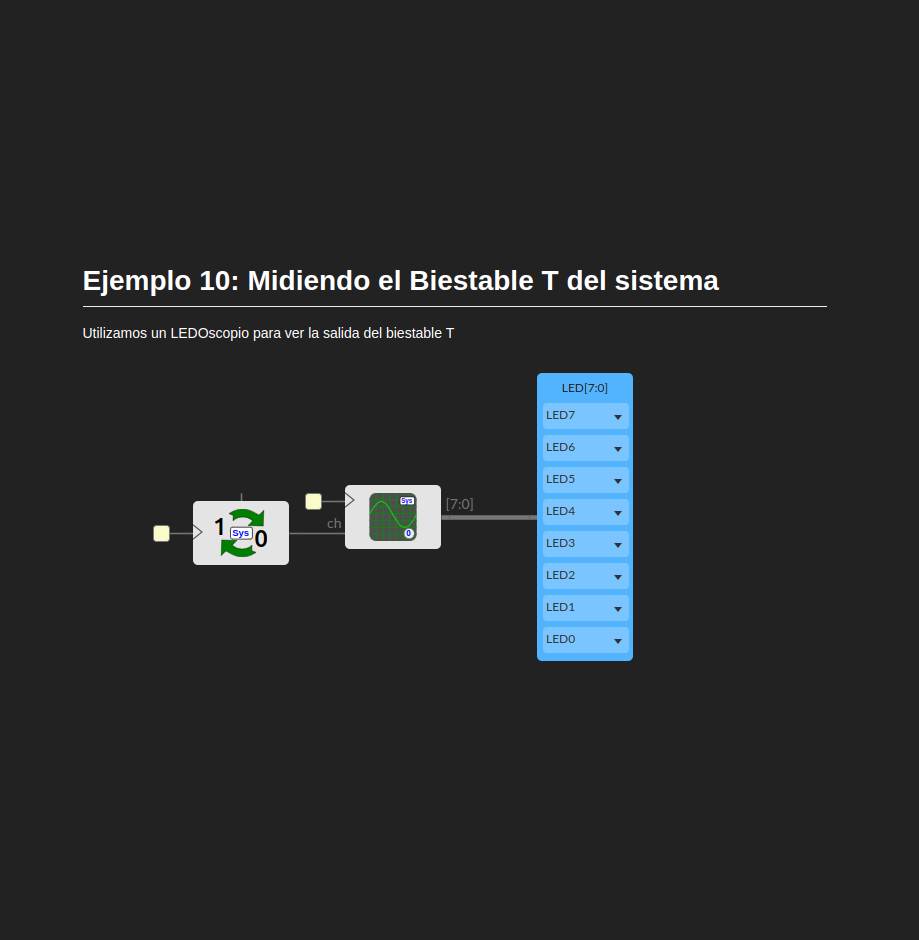 Ejemplo 10: Midiendo el Biestable T del sistema
Utilizamos un LEDOscopio para ver la salida del biestable T
LED[7:0]
LED7
LED6
LED5
LED4
LED3
LED2
LED1
LED0
[7:0]
ch
Sys
0
1
Sys
0